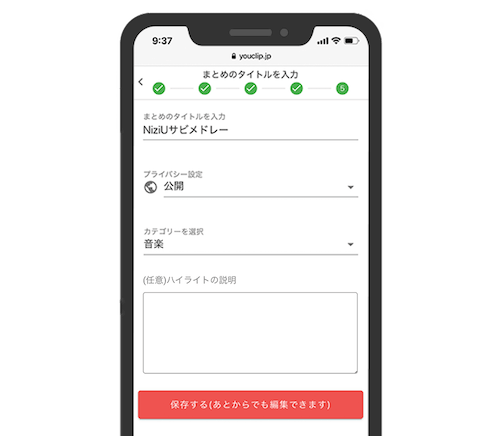 9:37
youclip.jp
まとめのタイトルを入力
5
まとめのタイトルを入力
NiziUサビメドレー
プライバシー設定
公開
カテゴリーを選択
音楽
(任意)ハイライトの説明
保存する(あとからでも編集できます)